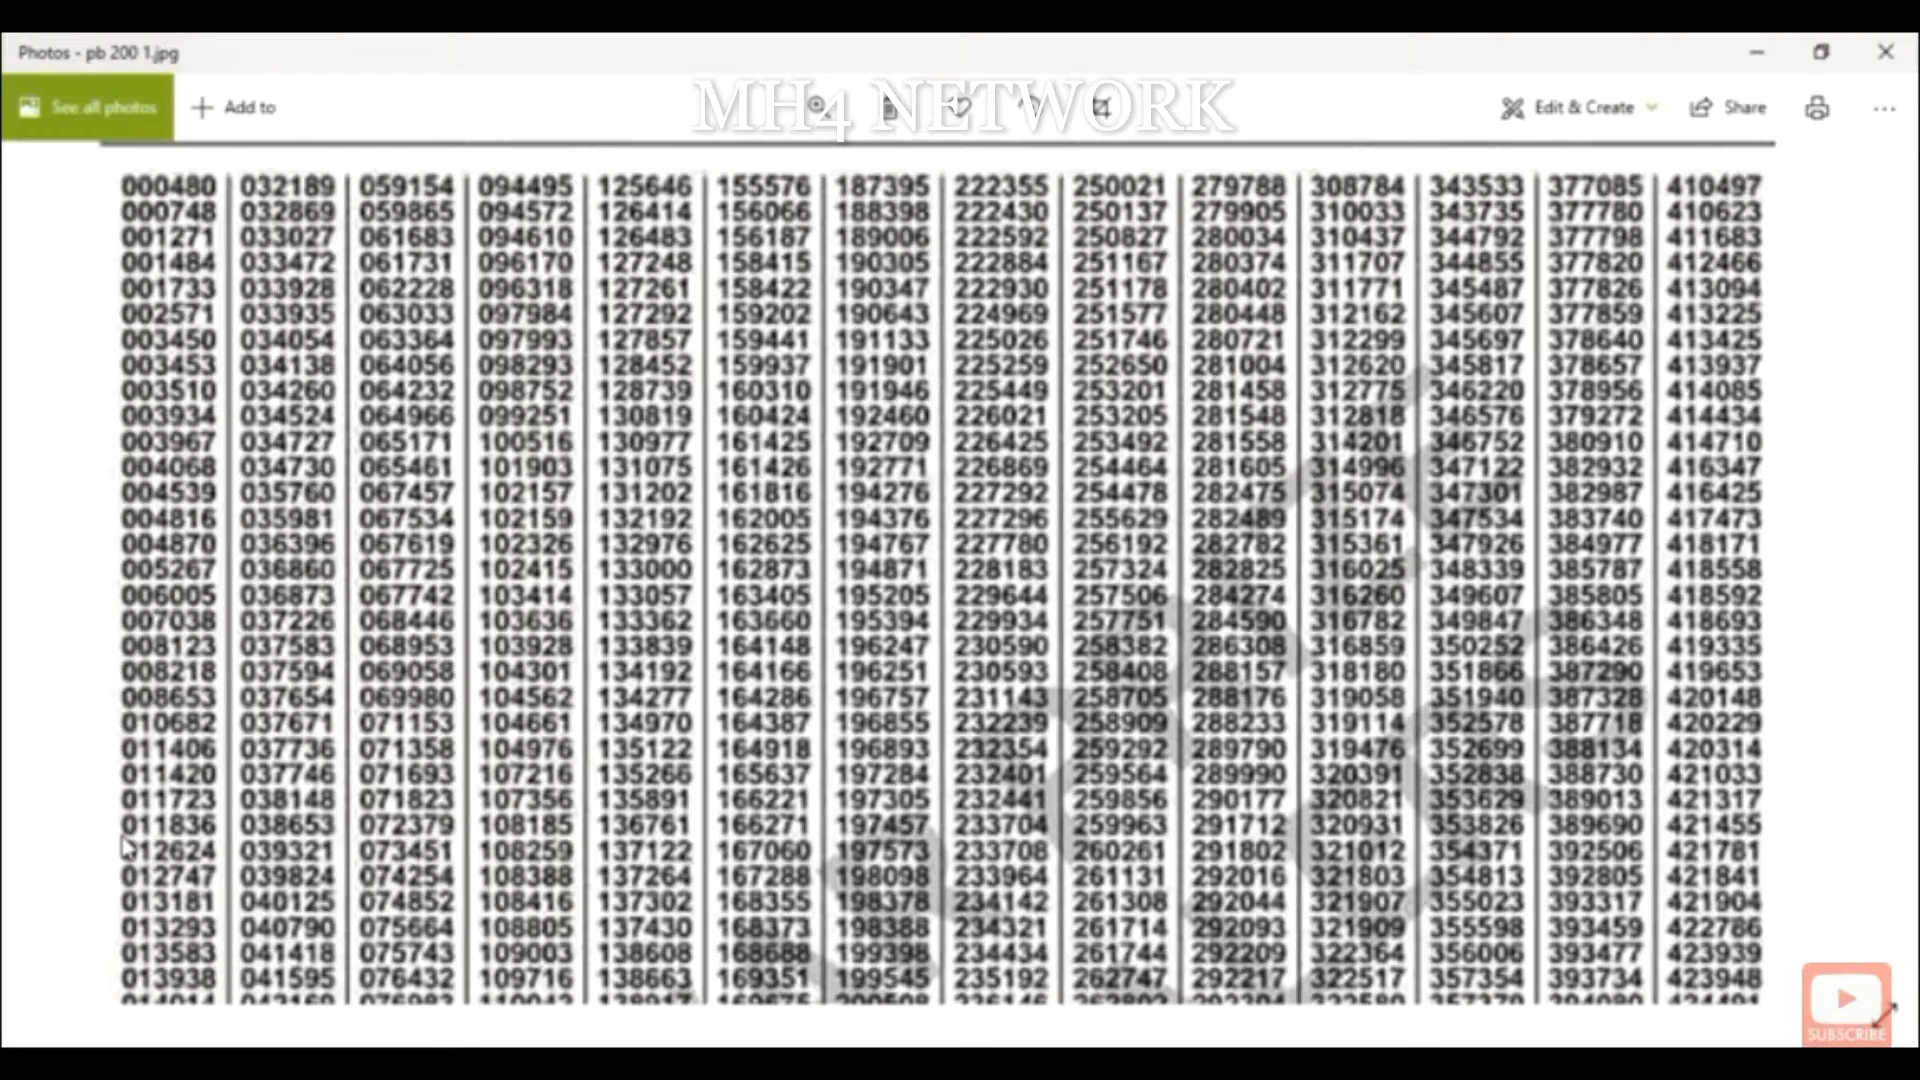 Photos - pb 200 1.jpg
MH4 NETWORK
See all photos
Add to
Edit & Create
Share
000480 032189 059154 094495 125646 155576 187395 222355 250021 279788 308784 343533 377085 410497
000748 032869 059865 094572 126414 156066 188398 222430 250137 279905 310033 343735 377780 410623
001271 033027 061683 094610 126483 156187 189006 222592 250827 280034 310437 344792 377798 411683
001484 033472 061731 096170 127248 158415 190305 222884 251167 280374 311707 344855 377820 412466
001733 033928 062228 096318 127261 158422 190347 222930 251178 280402 311771 345487 377826 413094
002571 033935 063033 097984 127292 159202 190643 224969 251577 280448 312162 345607 377859 413225
003450 034054 063364 097993 127857 159441 191133 225026 251746 280721 312299 345697 378640 413425
003453 034138 064056 098293 128452 159937 191901 225259 252650 281004 312620 345817 378657 413937
003510 034260 064232 098752 128739 160310 191946 225449 253201 281458 312775 346220 378956 414085
003934 034524 064966 099251 130819 160424 192460 226021 253205 281548 312818 346576 379272 414434
003967 034727 065171 100516 130977 161425 192709 226425 253492 281558 314201 346752 380910 414710
004068 034730 065461 101903 131075 161426 192771 226869 254464 281605 314996 347122 382932 416347
004539 035760 067457 102157 131202 161816 194276 227292 254478 282475 315074 347301 382987 416425
004816 035981 067534 102159 132192 162005 194376 227296 255629 282489 315174 347534 383740 417473
004870 036396 067619 102326 132976 162625 194767 227780 256192 282782 315361 347926 384977 418171
005267 036860 067725 102415 133000 162873 194871 228183 257324 282825 316025 348339 385787 418558
006005 036873 067742 103414 133057 163405 195205 229644 257506 284274 316260 349607 385805 418592
007038 037226 068446 103636 133362 163660 195394 229934 257751 284590 316782 349847 386348 418693
008123 037583 068953 103928 133839 164148 196247 230590 258382 286308 316859 350252 386426 419335
008218 037594 069058 104301 134192 164166 196251 230593 258408 288157 318180 351866 387290 419653
008653 037654 069980 104562 134277 164286 196757 231143 258705 288176 319058 351940 387328 420148
010682 037671 071153 104661 134970 164387 196855 232239 258909 288233 319114 352578 387718 420229
011406 037736 071358 104976 135122 164918 196893 232354 259292 289790 319476 352699 388134 420314
011420 037746 071693 107216 135266 165637 197284 232401 259564 289990 320391 352838 388730 421033
011723 038148 071823 107356 135891 166221 197305 232441 259856 290177 320821 353629 389013 421317
011836 038653 072379 108185 136761 166271 197457 233704 259963 291712 320931 353826 389690 421455
012624 039321 073451 108259 137122 167060 197573 233708 260261 291802 321012 354371 392506 421781
012747 039824 074254 108388 137264 167288 198098 233964 261131 292016 321803 354813 392805 421841
013181 040125 074852 108416 137302 168355 198378 234142 261308 292044 321907 355023 393317 421904
013293 040790 075664 108805 137430 168373 198388 234321 261714 292093 321909 355598 393459 422786
013583 041418 075743 109003 138608 168688 199398 234434 261744 292209 322364 356006 393477 423939
013938 041595 076432 109716 138663 169351 199545 235192 262747 292217 322517 357354 393734 423948
SUBSCRIBE